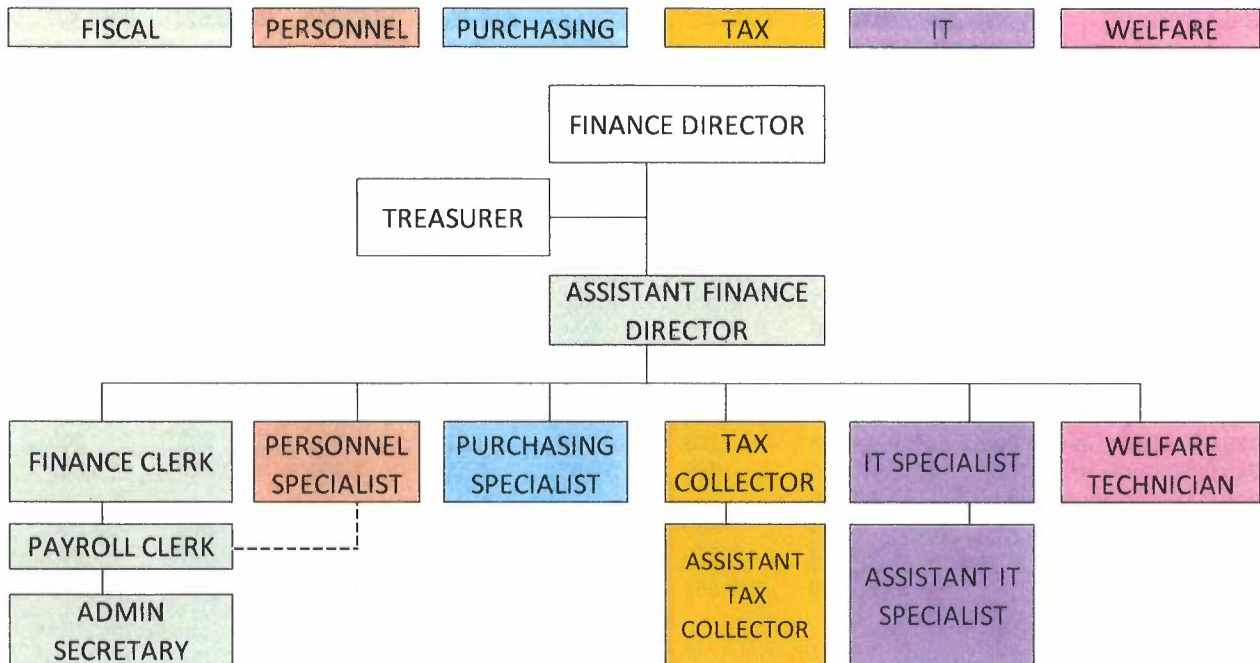 FISCAL
PERSONNEL
PURCHASING
TAX
IT
WELFARE
FINANCE DIRECTOR
TREASURER
ASSISTANT FINANCE
DIRECTOR
FINANCE CLERK
PERSONNEL
SPECIALIST
PURCHASING
SPECIALIST
TAX
COLLECTOR
IT SPECIALIST
WELFARE
TECHNICIAN
PAYROLL CLERK
ADMIN
SECRETARY
ASSISTANT
TAX
COLLECTOR
ASSISTANT IT
SPECIALIST